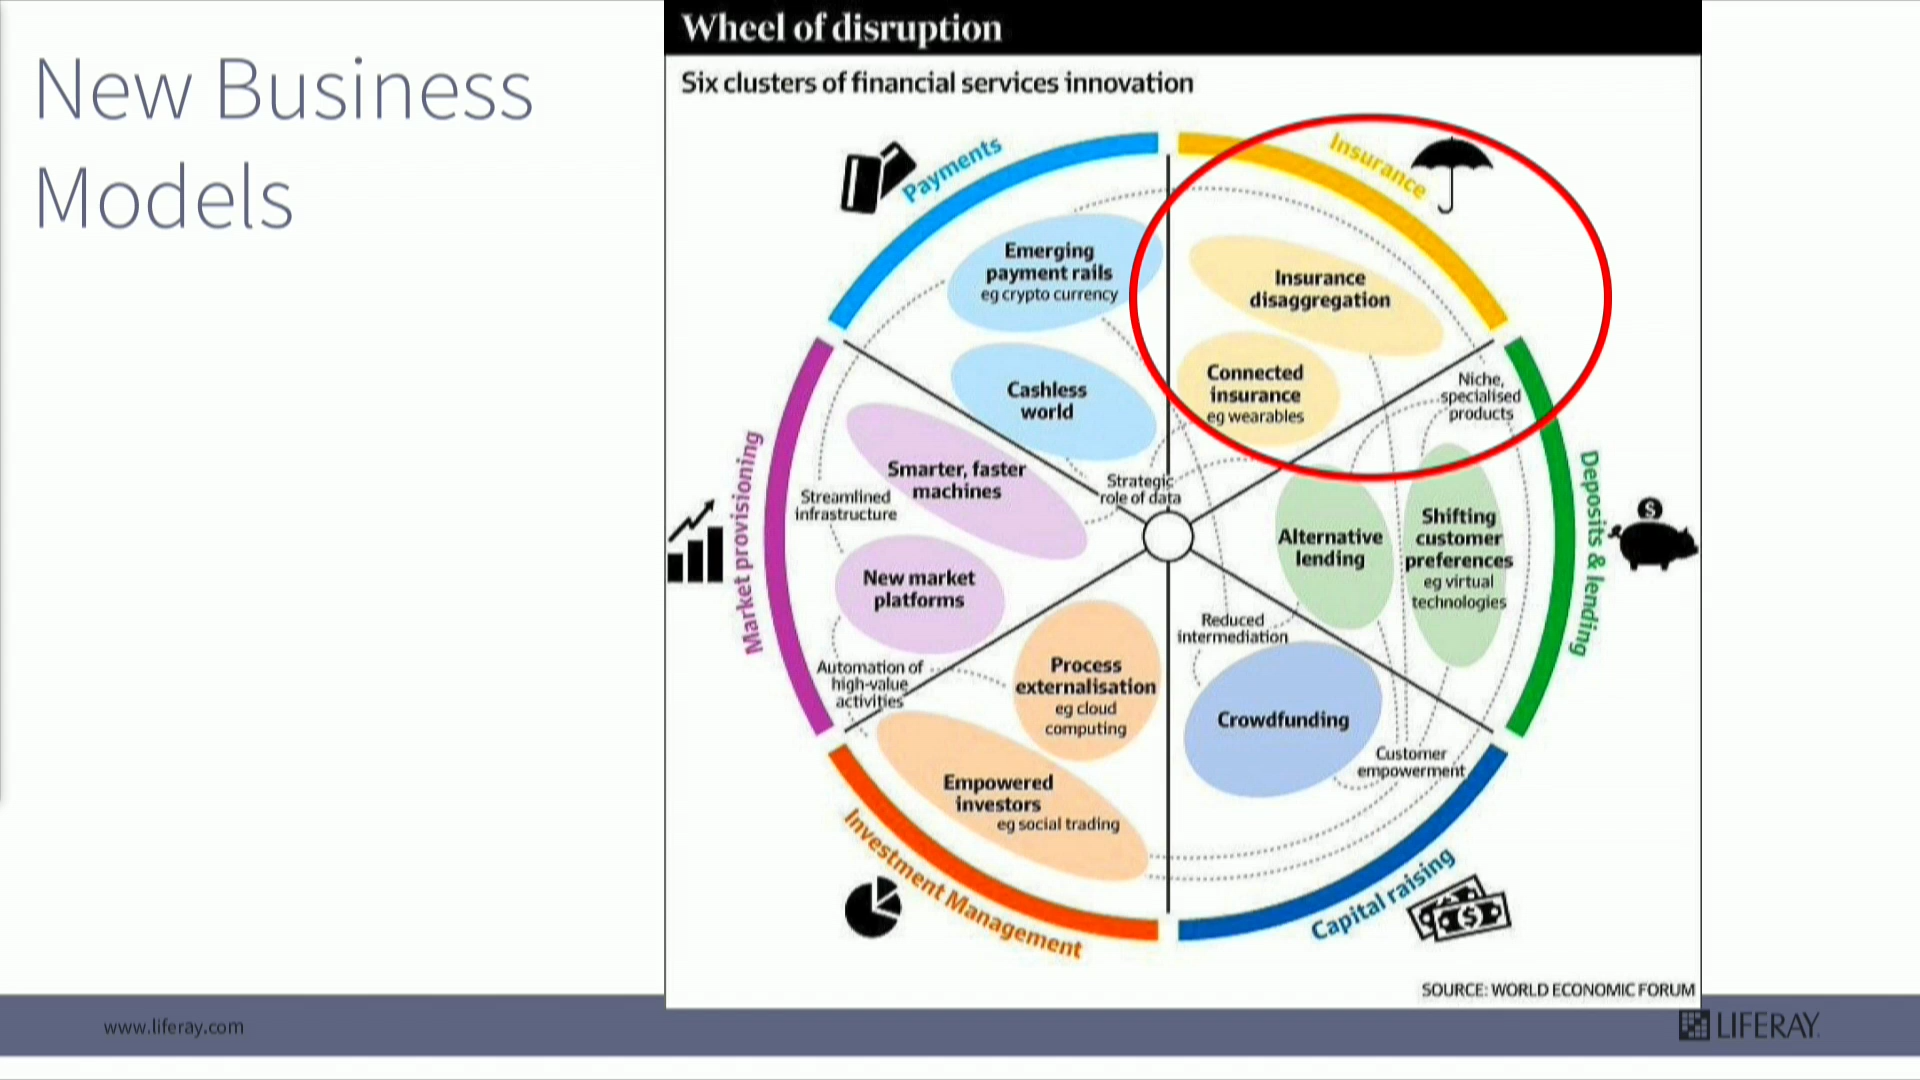 New Business
Models
Wheel of disruption
Six clusters of financial services innovation
Payments
Insurance
Emerging
payment rails
eg crypto currency
Insurance
disaggregation
Cashless
world
Connected
insurance
eg wearables
Niche,
specialised
products
Market provisioning
Smarter, faster
machines
Streamlined
infrastructure
Strategic
role of data
Deposits & lending
$
Alternative
lending
Shifting
customer
preferences
eg virtual
technologies
New market
platforms
Reduced
intermediation
Automation of
high-value
activities
Process
externalisation
eg cloud
computing
Crowdfunding
Customer
empowerment
Empowered
investors
eg social trading
Investment Management
Capital raising
$
SOURCE: WORLD ECONOMIC FORUM
www.liferay.com
LIFERAY